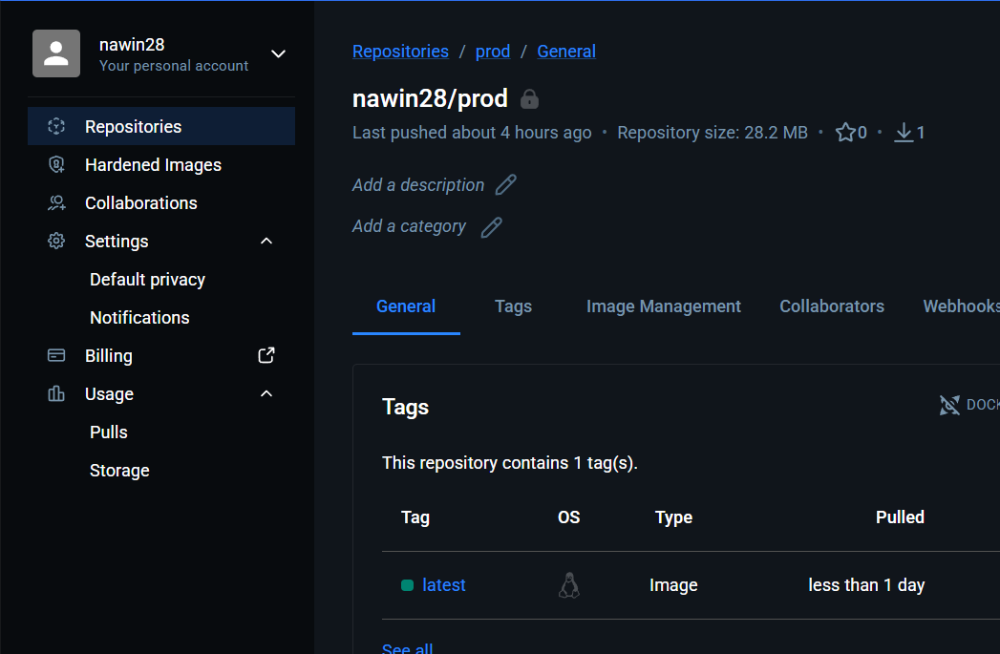 nawin28
Your personal account
Repositories
Hardened Images
Collaborations
Settings
Default privacy
Notifications
Billing
Usage
Pulls
Storage
Repositories / prod / General
nawin28/prod
Last pushed about 4 hours ago • Repository size: 28.2 MB • 0 • 1
Add a description
Add a category
General Tags Image Management Collaborators Webhooks
Tags
This repository contains 1 tag(s).
Tag OS Type Pulled
latest Image less than 1 day
See all